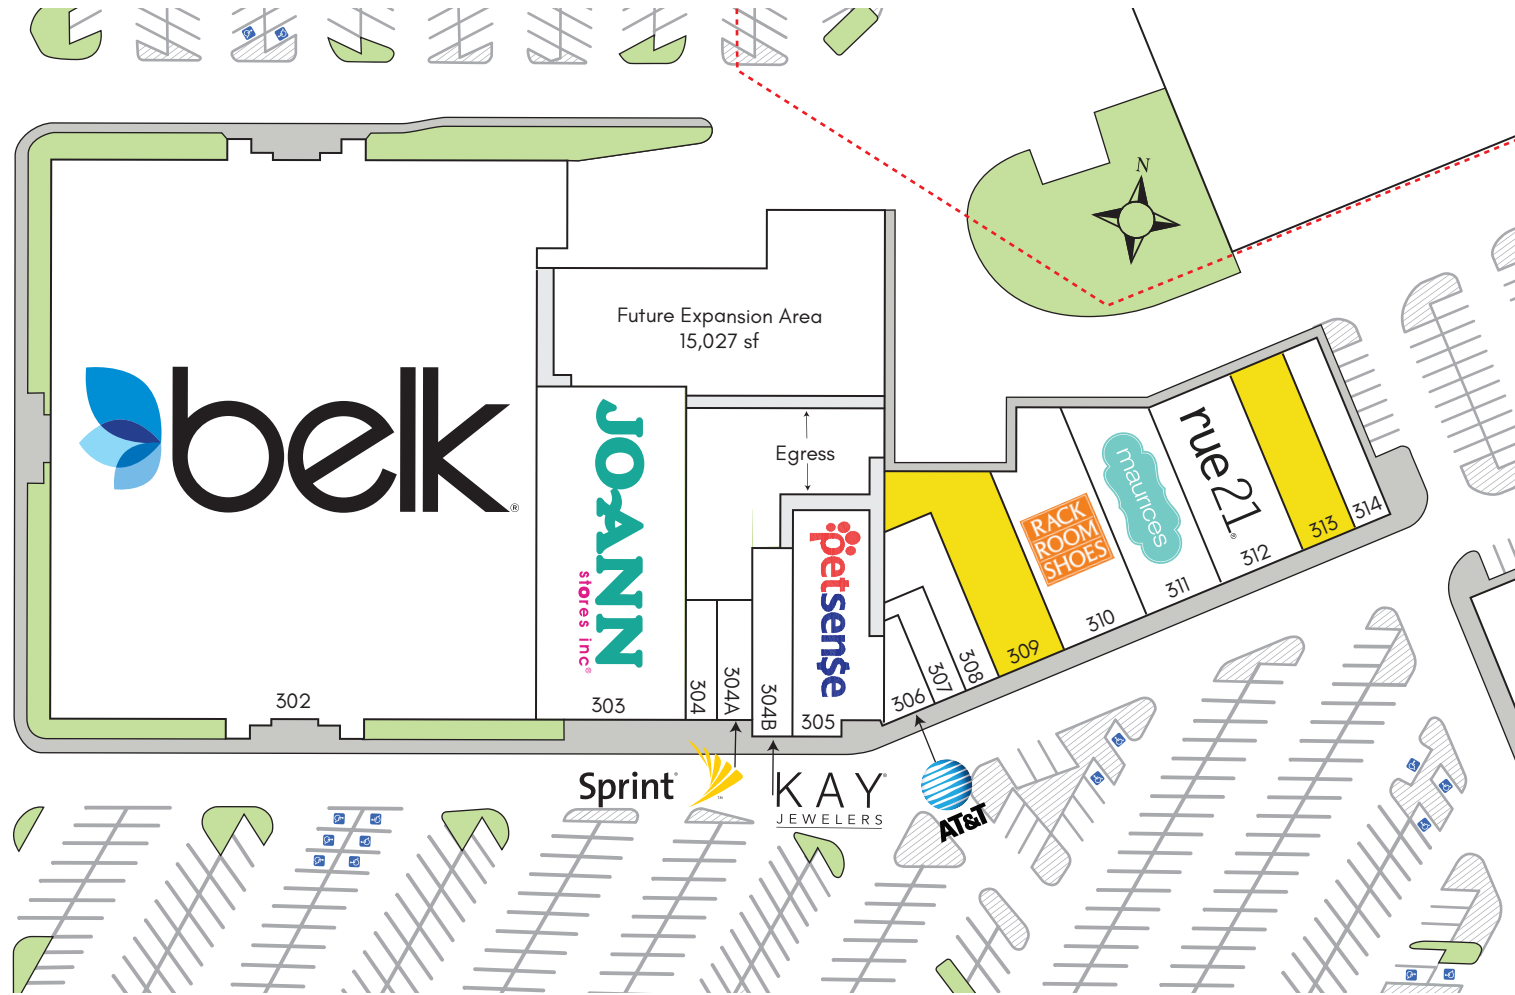 N
Future Expansion Area
15,027 sf
Egress
belk®
JOANN
stores inc®
petsense
RACK
ROOM
SHOES
maurices
rue21®
302
303
304
304A
304B
305
306
307
308
309
310
311
312
313
314
Sprint
KAY®
JEWELERS
AT&T